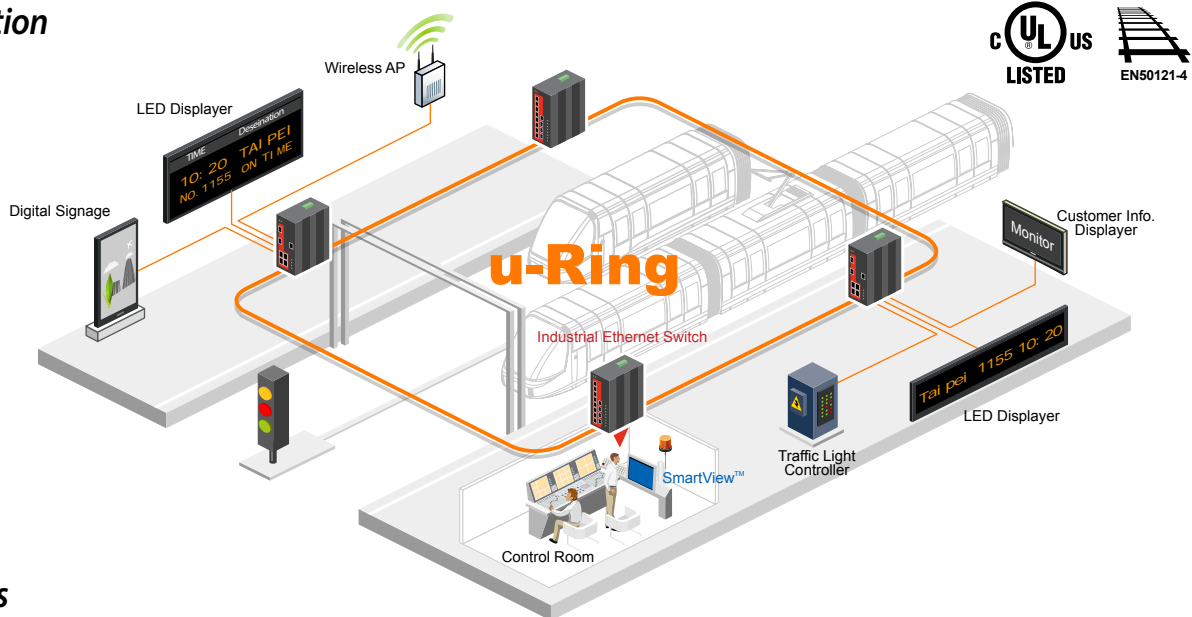 tion
C UL US
®
LISTED
EN50121-4
Wireless AP
LED Displayer
TIME Deseination
10: 20 TAI PEI
NO. 1155 ON TI ME
Digital Signage
Customer Info.
Displayer
Monitor
u-Ring
Industrial Ethernet Switch
Tai pei 1155 10: 20
LED Displayer
Traffic Light
Controller
SmartView™
Control Room
s